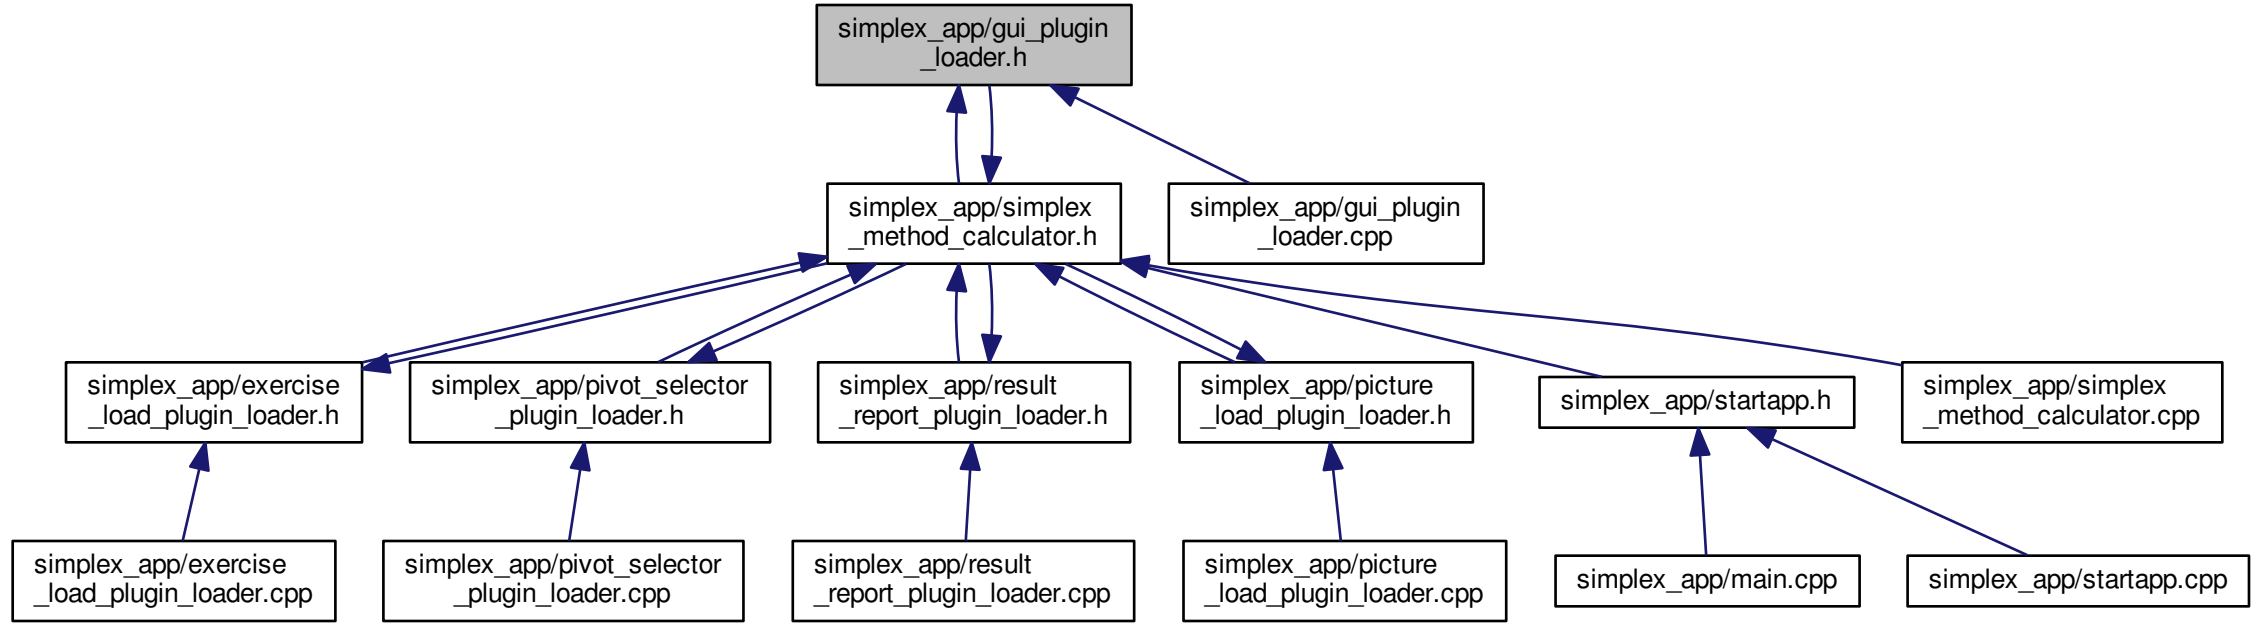 simplex_app/gui_plugin
_loader.h
simplex_app/simplex
_method_calculator.h
simplex_app/gui_plugin
_loader.cpp
simplex_app/exercise
_load_plugin_loader.h
simplex_app/pivot_selector
_plugin_loader.h
simplex_app/result
_report_plugin_loader.h
simplex_app/picture
_load_plugin_loader.h
simplex_app/startapp.h
simplex_app/simplex
_method_calculator.cpp
simplex_app/exercise
_load_plugin_loader.cpp
simplex_app/pivot_selector
_plugin_loader.cpp
simplex_app/result
_report_plugin_loader.cpp
simplex_app/picture
_load_plugin_loader.cpp
simplex_app/main.cpp
simplex_app/startapp.cpp